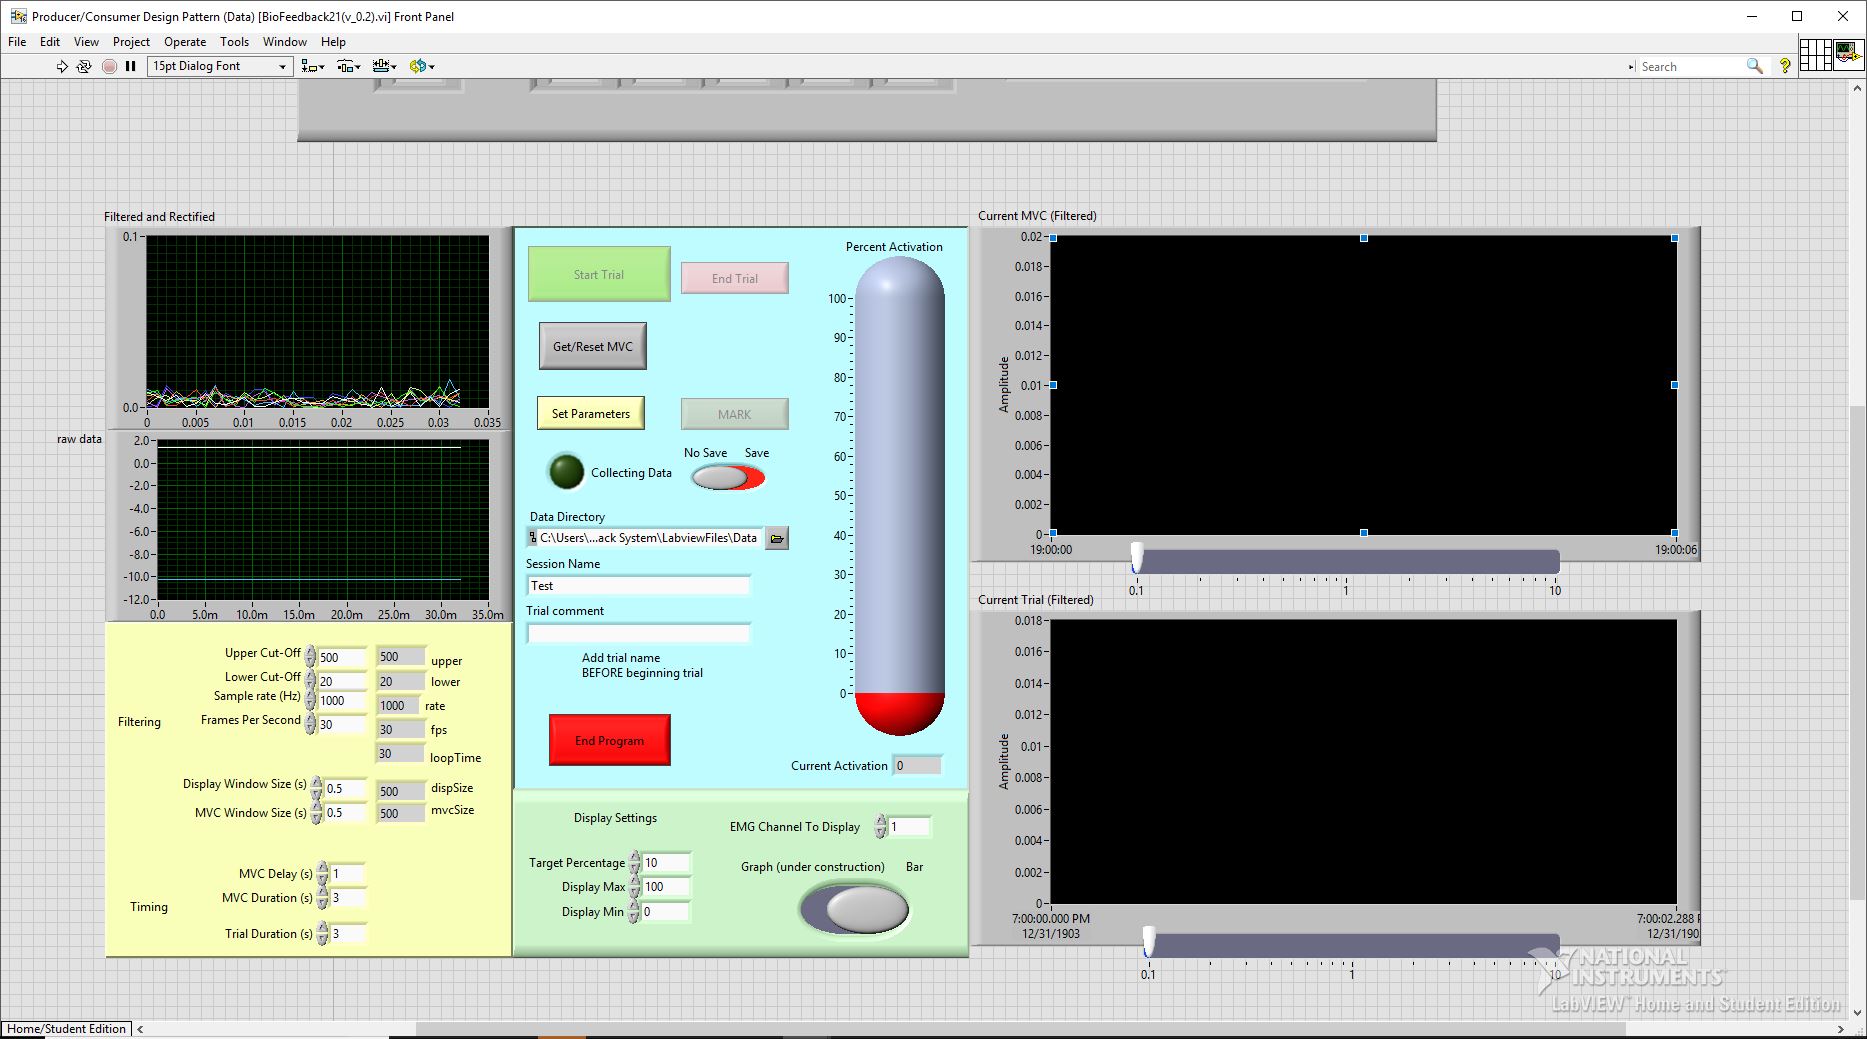 Producer/Consumer Design Pattern (Data) [BioFeedback21(v_0.2).vi] Front Panel
File Edit View Project Operate Tools Window Help
15pt Dialog Font
Search
Filtered and Rectified
0.1
0.0
0 0.005 0.01 0.015 0.02 0.025 0.03 0.035
raw data
2.0
0.0
-2.0
-4.0
-6.0
-8.0
-10.0
-12.0
0.0 5.0m 10.0m 15.0m 20.0m 25.0m 30.0m 35.0m
Filtering
Upper Cut-Off 500 500 upper
Lower Cut-Off 20 20 lower
Sample rate (Hz) 1000 1000 rate
Frames Per Second 30 30 fps
30 loopTime
Display Window Size (s) 0.5 500 dispSize
MVC Window Size (s) 0.5 500 mvcSize
Timing
MVC Delay (s) 1
MVC Duration (s) 3
Trial Duration (s) 3
Start Trial
End Trial
Get/Reset MVC
Set Parameters
MARK
No Save Save
Collecting Data
Data Directory
C:\Users\...ack System\LabviewFiles\Data
Session Name
Test
Trial comment
Add trial name
BEFORE beginning trial
End Program
Percent Activation
100
90
80
70
60
50
40
30
20
10
0
Current Activation 0
Display Settings
EMG Channel To Display 1
Target Percentage 10
Display Max 100
Display Min 0
Graph (under construction) Bar
Current MVC (Filtered)
Amplitude
0.02
0.018
0.016
0.014
0.012
0.01
0.008
0.006
0.004
0.002
0
19:00:00 19:00:06
0.1 1 10
Current Trial (Filtered)
Amplitude
0.018
0.016
0.014
0.012
0.01
0.008
0.006
0.004
0.002
0
7:00:00.000 PM
12/31/1903
7:00:02.288
12/31/190
0.1 1 10
NATIONAL
INSTRUMENTS™
LabVIEW™ Home and Student Edition
Home/Student Edition